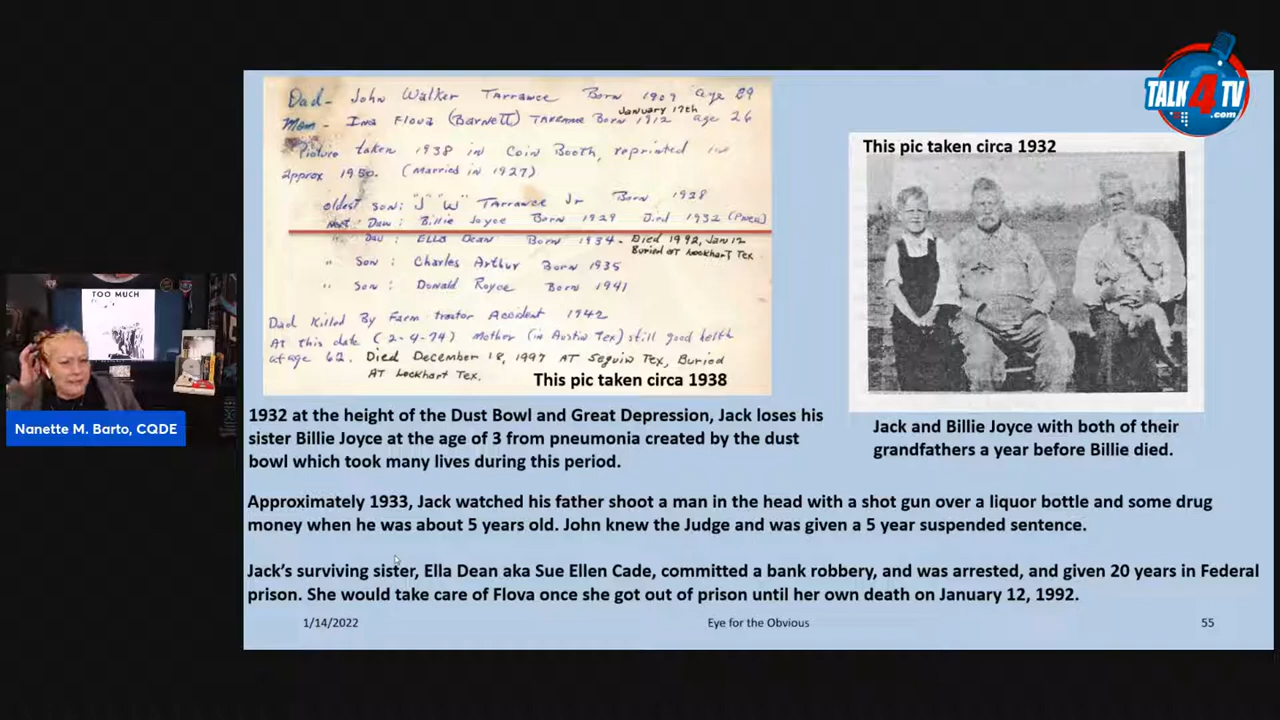 TALK4TV
.com
Dad- John Walker Tarrance Born 1909 age 29
January 17th
Mom - Ina Flova (Barnett) Tarrance Born 1912 age 26
Picture taken 1938 in Coin Booth, reprinted in
approx 1950. (Married in 1927)
oldest son: "J" "W" Tarrance Jr Born 1928
Next Dau: Billie Joyce Born 1929 Died 1932 (Pneu)
" Dau: Ella Dean Born 1934 - Died 1992, Jan 12
Buried at Lockhart Tex.
" Son: Charles Arthur Born 1935
" Son: Donald Royce Born 1941
Dad Killed By Farm tractor Accident 1942
At this date (2-4-74) Mother (in Austin Tex) still good helth
at age 62. Died December 18, 1997 AT Seguin Tex, Buried
AT Lockhart Tex.
This pic taken circa 1938
This pic taken circa 1932
Jack and Billie Joyce with both of their
grandfathers a year before Billie died.
1932 at the height of the Dust Bowl and Great Depression, Jack loses his
sister Billie Joyce at the age of 3 from pneumonia created by the dust
bowl which took many lives during this period.
Approximately 1933, Jack watched his father shoot a man in the head with a shot gun over a liquor bottle and some drug
money when he was about 5 years old. John knew the Judge and was given a 5 year suspended sentence.
Jack's surviving sister, Ella Dean aka Sue Ellen Cade, committed a bank robbery, and was arrested, and given 20 years in Federal
prison. She would take care of Flova once she got out of prison until her own death on January 12, 1992.
1/14/2022 Eye for the Obvious 55
TOO MUCH
Nanette M. Barto, CQDE